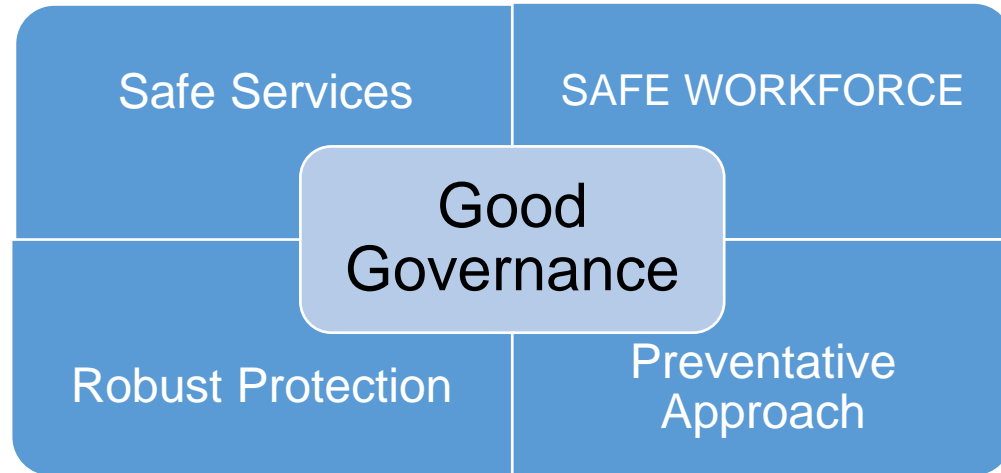 Safe Services
SAFE WORKFORCE
Good
Governance
Robust Protection
Preventative
Approach